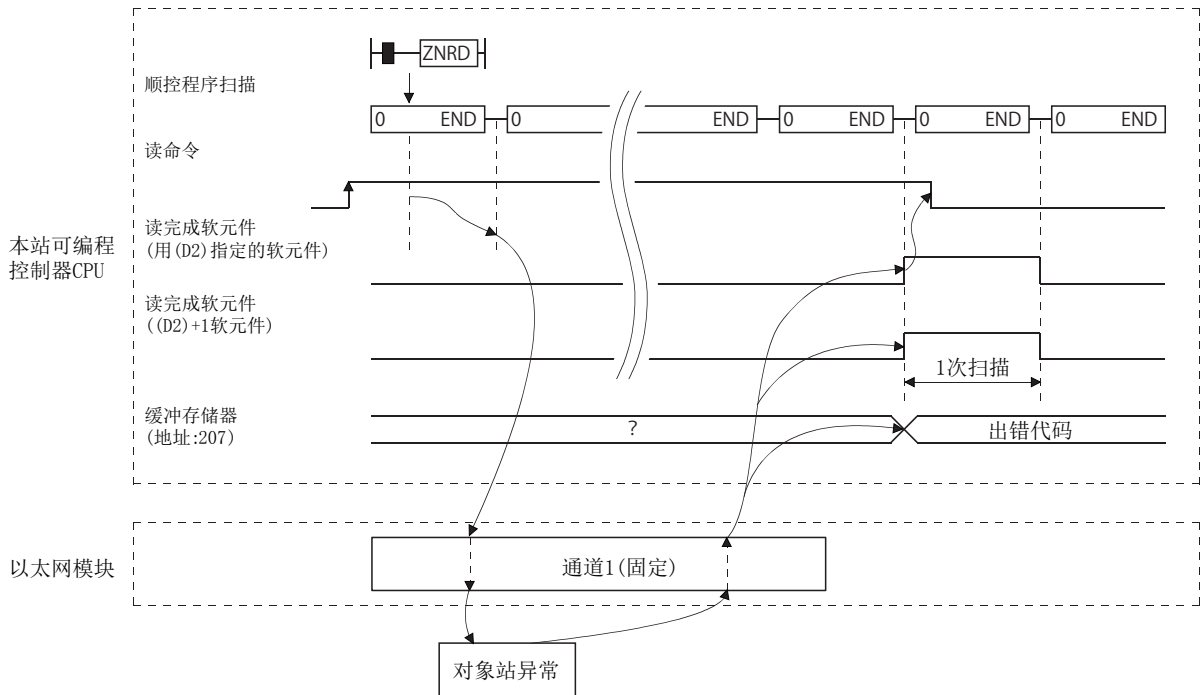 ZNRD
顺控程序扫描
0 END 0 END 0 END 0 END 0 END
读命令
读完成软元件
(用(D2)指定的软元件)
本站可编程
控制器CPU
读完成软元件
((D2)+1软元件)
1次扫描
缓冲存储器
(地址:207)
?
出错代码
以太网模块
通道1(固定)
对象站异常